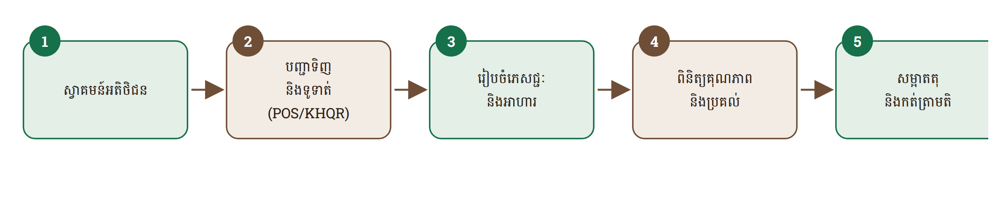 1
ស្វាគមន៍អតិថិជន
2
បញ្ជាទិញ
និងទូទាត់
(POS/KHQR)
3
រៀបចំភេសជ្ជៈ
និងអាហារ
4
ពិនិត្យគុណភាព
និងប្រគល់
5
សម្អាតតុ
និងកត់ត្រាមតិ